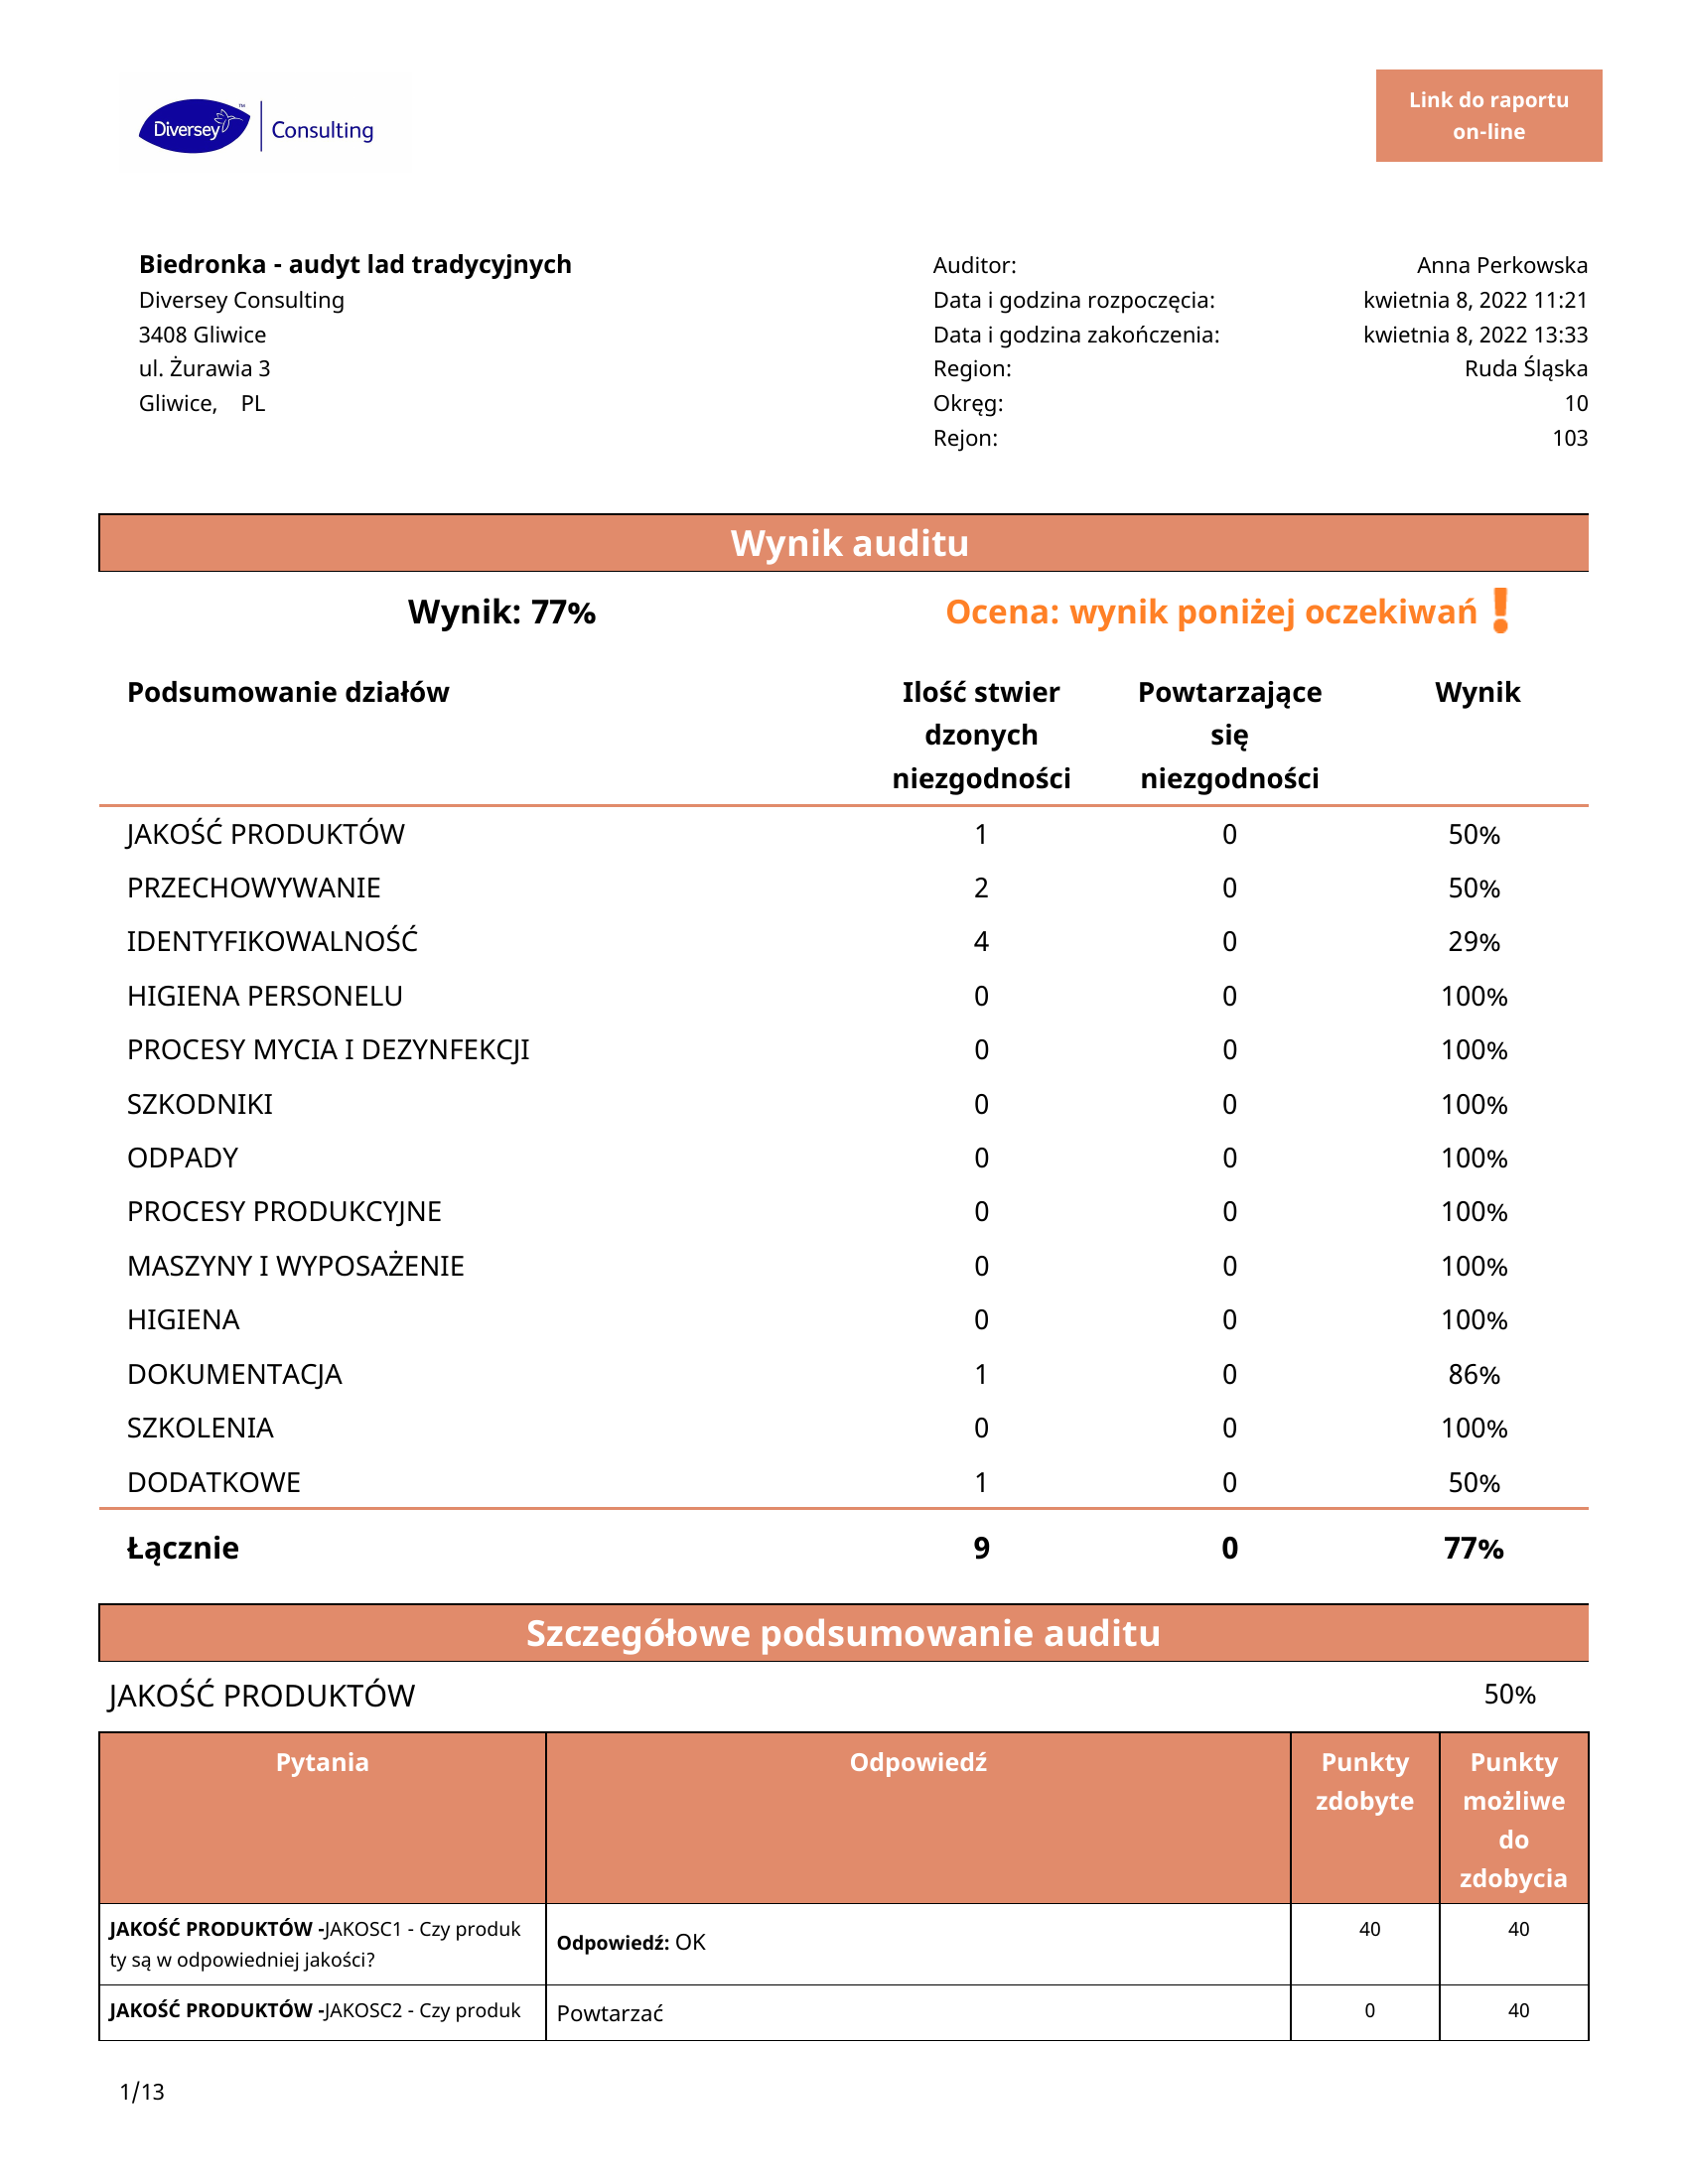 Diversey™ Consulting
Link do raportu
on-line
Biedronka - audyt lad tradycyjnych
Diversey Consulting
3408 Gliwice
ul. Żurawia 3
Gliwice, PL
Auditor: Anna Perkowska
Data i godzina rozpoczęcia: kwietnia 8, 2022 11:21
Data i godzina zakończenia: kwietnia 8, 2022 13:33
Region: Ruda Śląska
Okręg: 10
Rejon: 103
Wynik auditu
Wynik: 77% Ocena: wynik poniżej oczekiwań !
Podsumowanie działów Ilość stwier Powtarzające Wynik
dzonych się
niezgodności niezgodności
JAKOŚĆ PRODUKTÓW 1 0 50%
PRZECHOWYWANIE 2 0 50%
IDENTYFIKOWALNOŚĆ 4 0 29%
HIGIENA PERSONELU 0 0 100%
PROCESY MYCIA I DEZYNFEKCJI 0 0 100%
SZKODNIKI 0 0 100%
ODPADY 0 0 100%
PROCESY PRODUKCYJNE 0 0 100%
MASZYNY I WYPOSAŻENIE 0 0 100%
HIGIENA 0 0 100%
DOKUMENTACJA 1 0 86%
SZKOLENIA 0 0 100%
DODATKOWE 1 0 50%
Łącznie 9 0 77%
Szczegółowe podsumowanie auditu
JAKOŚĆ PRODUKTÓW 50%
Pytania Odpowiedź Punkty Punkty
zdobyte możliwe
do
zdobycia
JAKOŚĆ PRODUKTÓW -JAKOSC1 - Czy produk
ty są w odpowiedniej jakości?
Odpowiedź: OK
40 40
JAKOŚĆ PRODUKTÓW -JAKOSC2 - Czy produk
Powtarzać
0 40
1/13